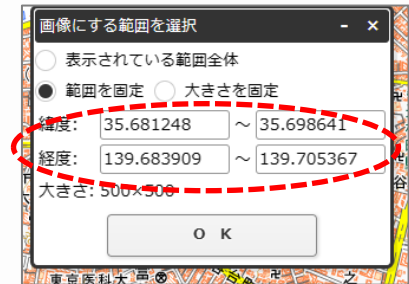 画像にする範囲を選択 - ×
表示されている範囲全体
範囲を固定 大きさを固定
緯度: 35.681248 ～ 35.698641
経度: 139.683909 ～ 139.705367
大きさ: 500×500
O K
東京医科大
谷